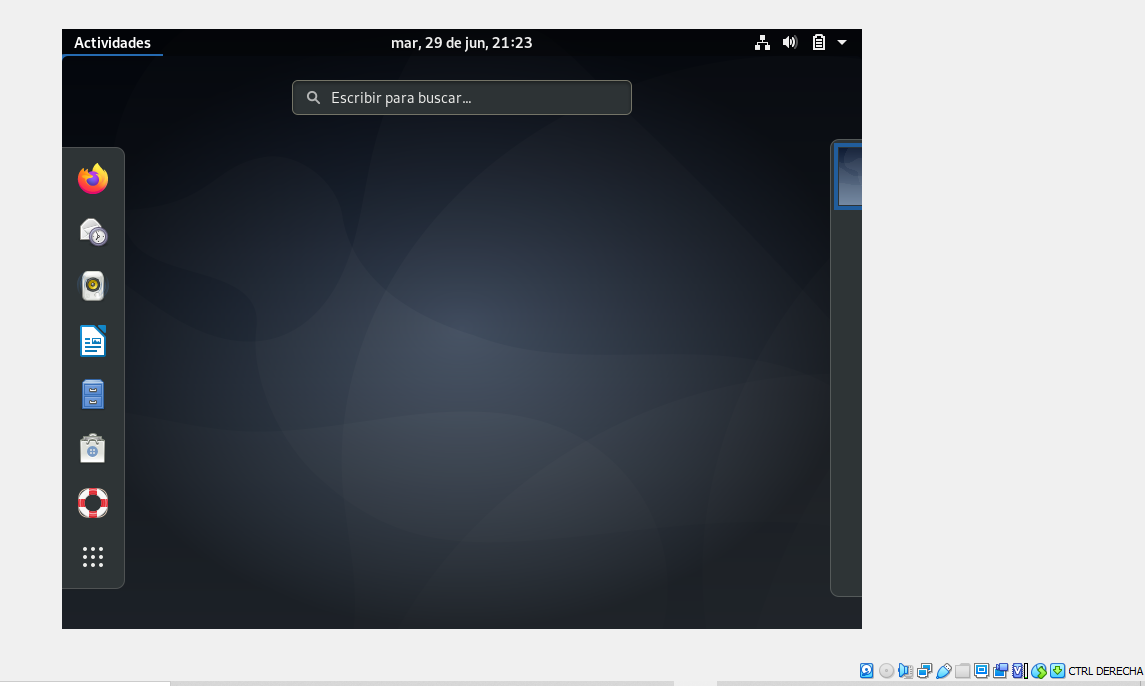 Actividades
mar, 29 de jun, 21:23
Escribir para buscar...
CTRL DERECHA